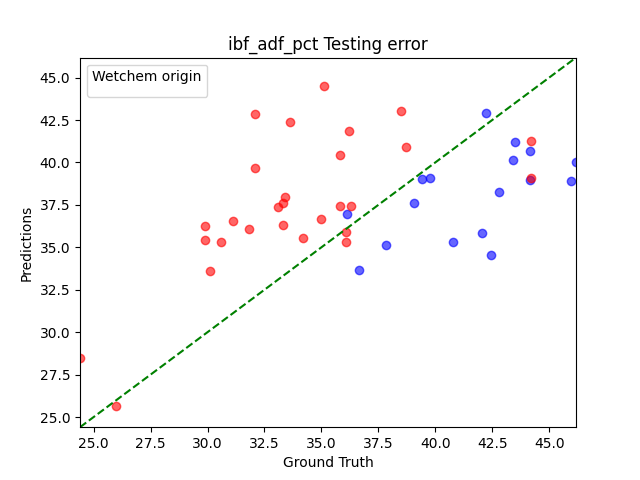 ibf_adf_pct Testing error
Wetchem origin
45.0
42.5
40.0
37.5
35.0
32.5
30.0
27.5
25.0
Predictions
25.0 27.5 30.0 32.5 35.0 37.5 40.0 42.5 45.0
Ground Truth